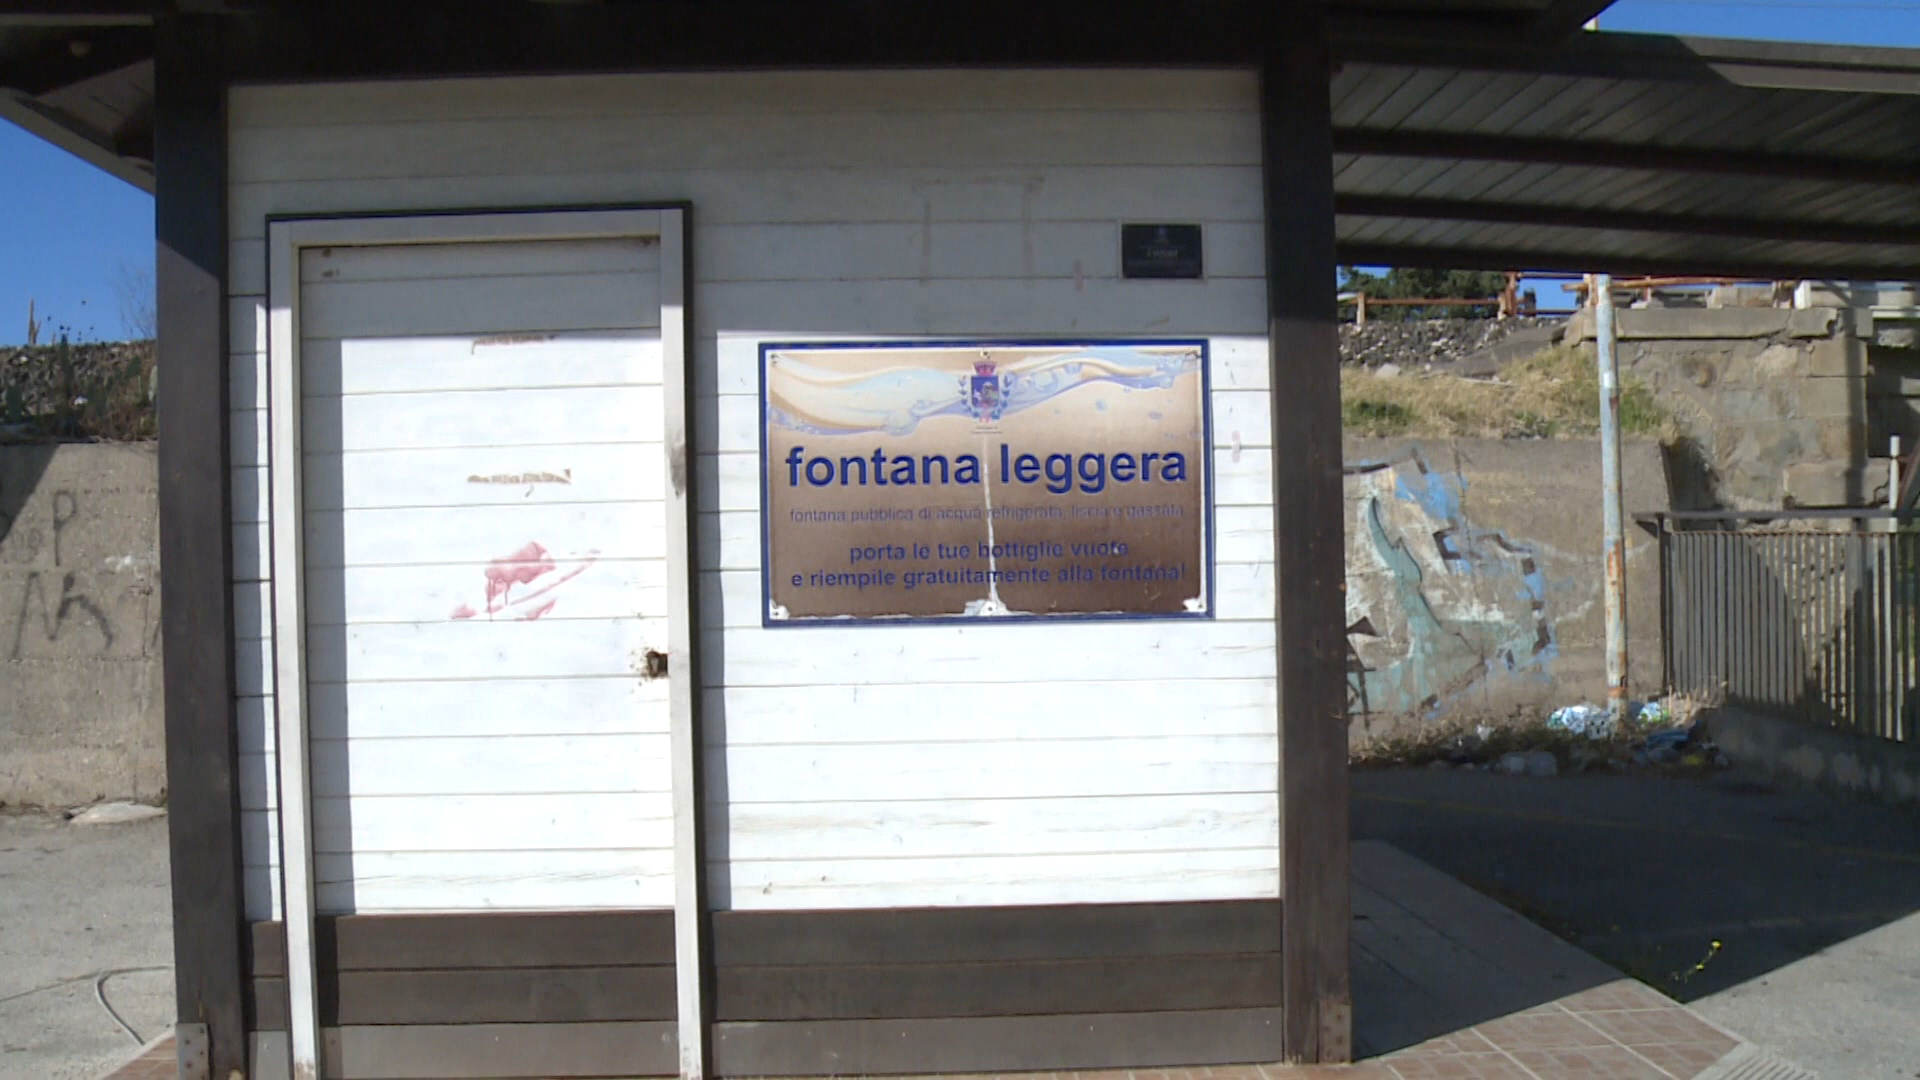 fontana leggera
fontana pubblica di acqua refrigerata, liscia e gassata
porta le tue bottiglie vuote
e riempile gratuitamente alla fontana!
P